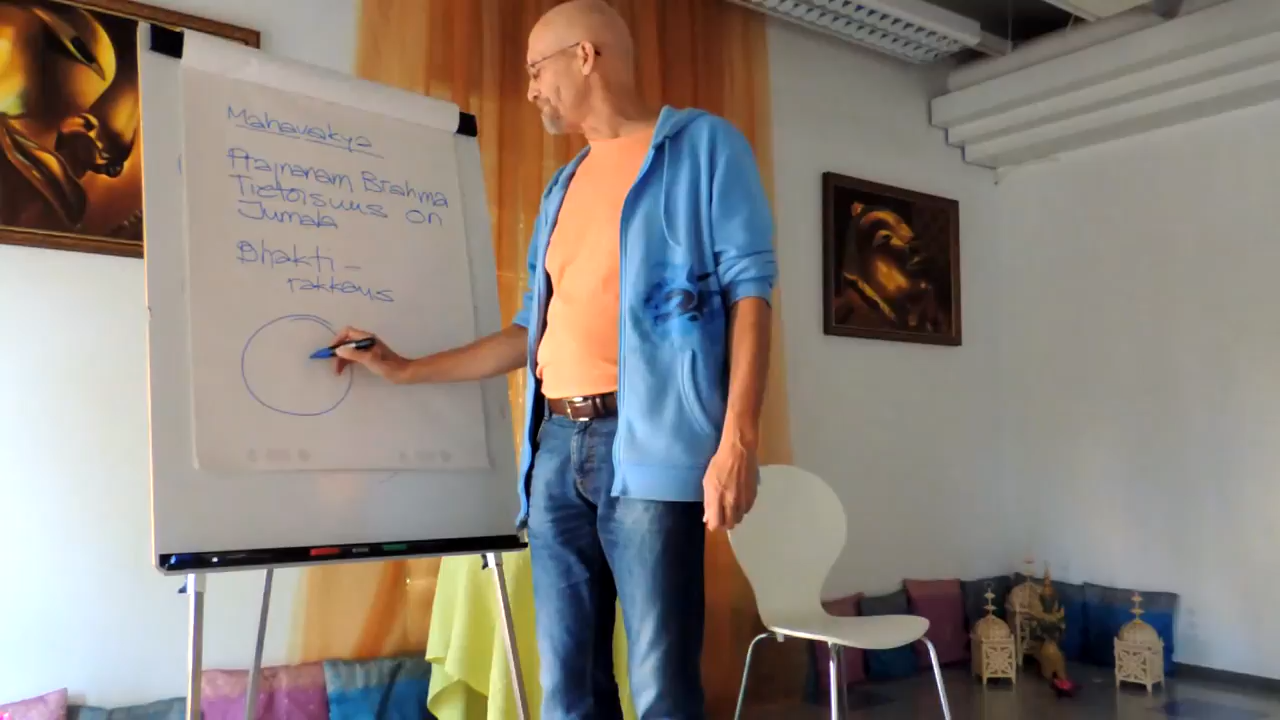 Mahavakya
Prajnanam Brahma
Tietoisuus on
Jumala
Bhakti -
rakkaus